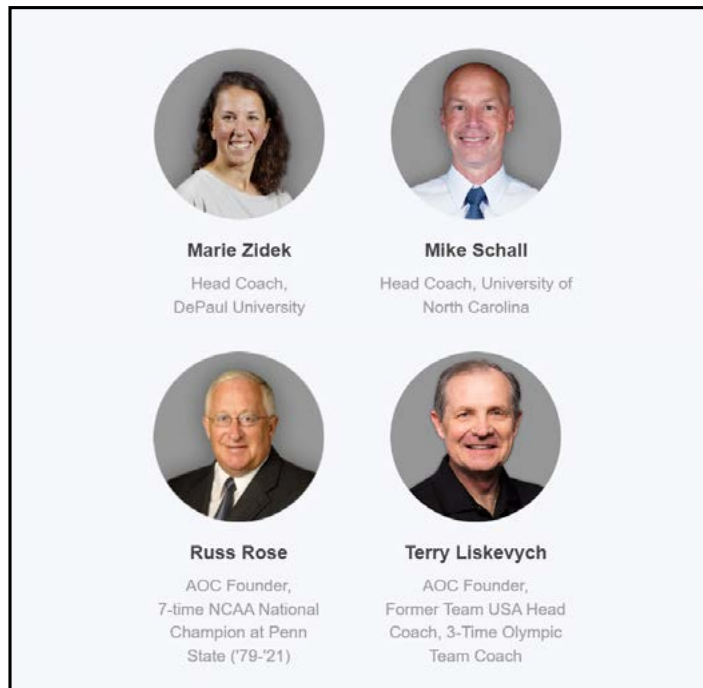 Marie Zidek
Head Coach,
DePaul University
Mike Schall
Head Coach, University of
North Carolina
Russ Rose
AOC Founder,
7-time NCAA National
Champion at Penn
State ('79-'21)
Terry Liskevych
AOC Founder,
Former Team USA Head
Coach, 3-Time Olympic
Team Coach